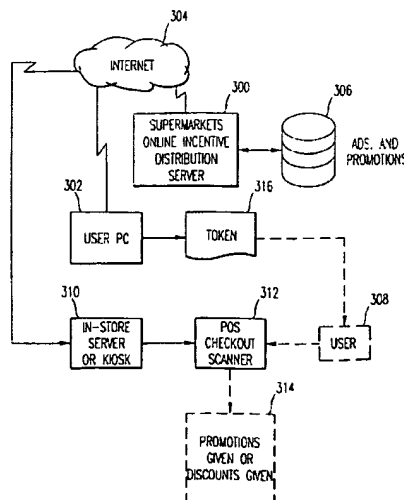 304
INTERNET
300
306
SUPERMARKETS
ONLINE INCENTIVE
DISTRIBUTION
SERVER
ADS. AND
PROMOTIONS
302
316
USER PC
TOKEN
310
312
308
IN-STORE
SERVER
OR KIOSK
POS
CHECKOUT
SCANNER
USER
314
PROMOTIONS
GIVEN OR
DISCOUNTS GIVEN